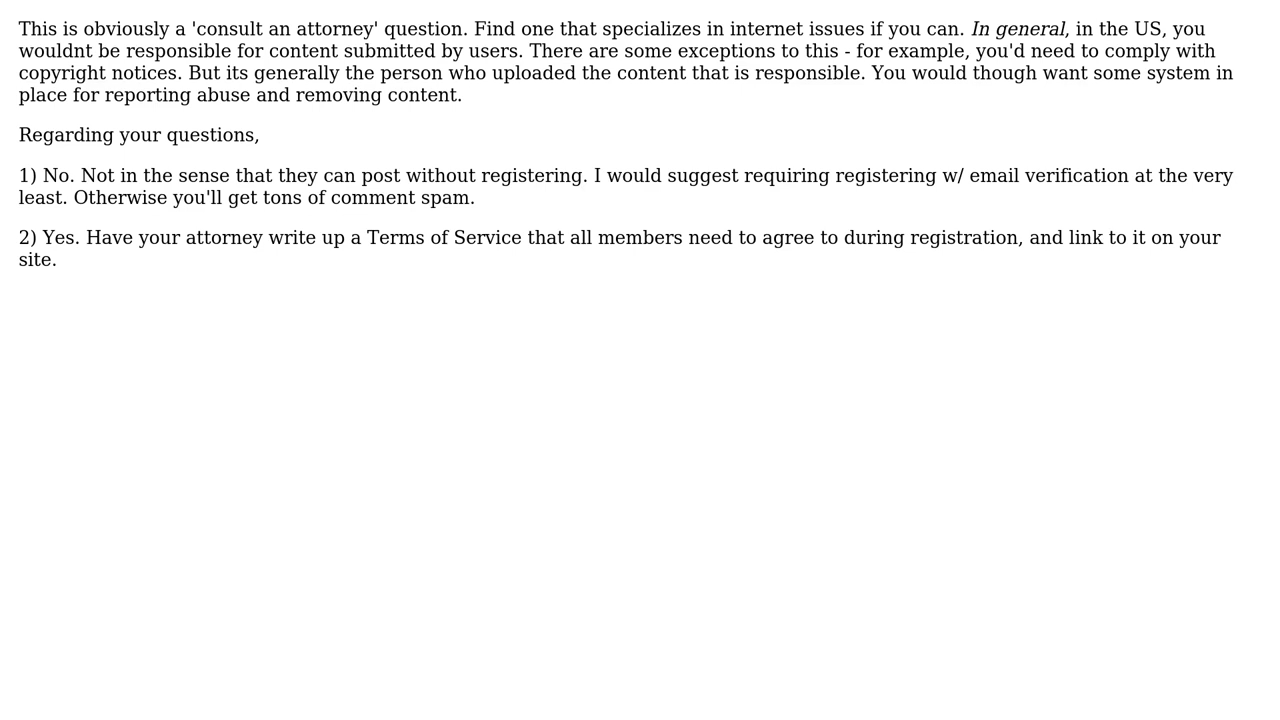 This is obviously a 'consult an attorney' question. Find one that specializes in internet issues if you can. In general, in the US, you
wouldnt be responsible for content submitted by users. There are some exceptions to this - for example, you'd need to comply with
copyright notices. But its generally the person who uploaded the content that is responsible. You would though want some system in
place for reporting abuse and removing content.
Regarding your questions,
1) No. Not in the sense that they can post without registering. I would suggest requiring registering w/ email verification at the very
least. Otherwise you'll get tons of comment spam.
2) Yes. Have your attorney write up a Terms of Service that all members need to agree to during registration, and link to it on your
site.